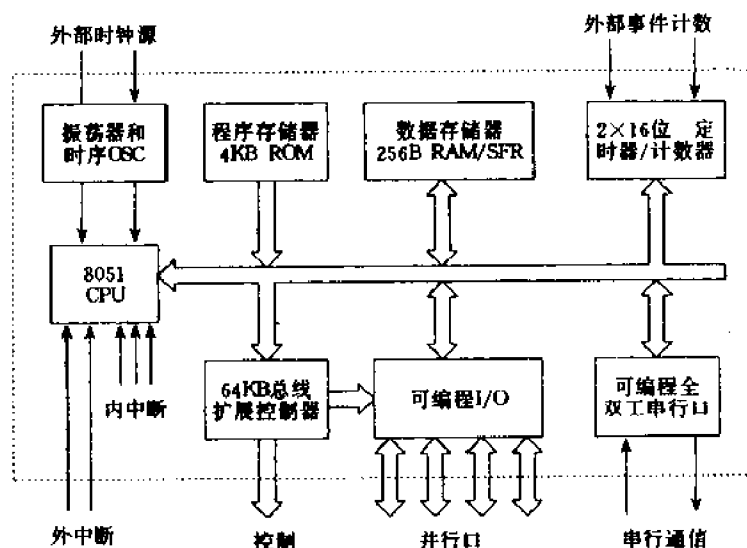 外部时钟源
外部事件计数
振荡器和
时序OSC
程序存储器
4KB ROM
数据存储器
256B RAM/SFR
2×16位 定
时器/计数器
8051
CPU
内中断
64KB总线
扩展控制器
可编程I/O
可编程全
双工串行口
外中断
控制
并行口
串行通值